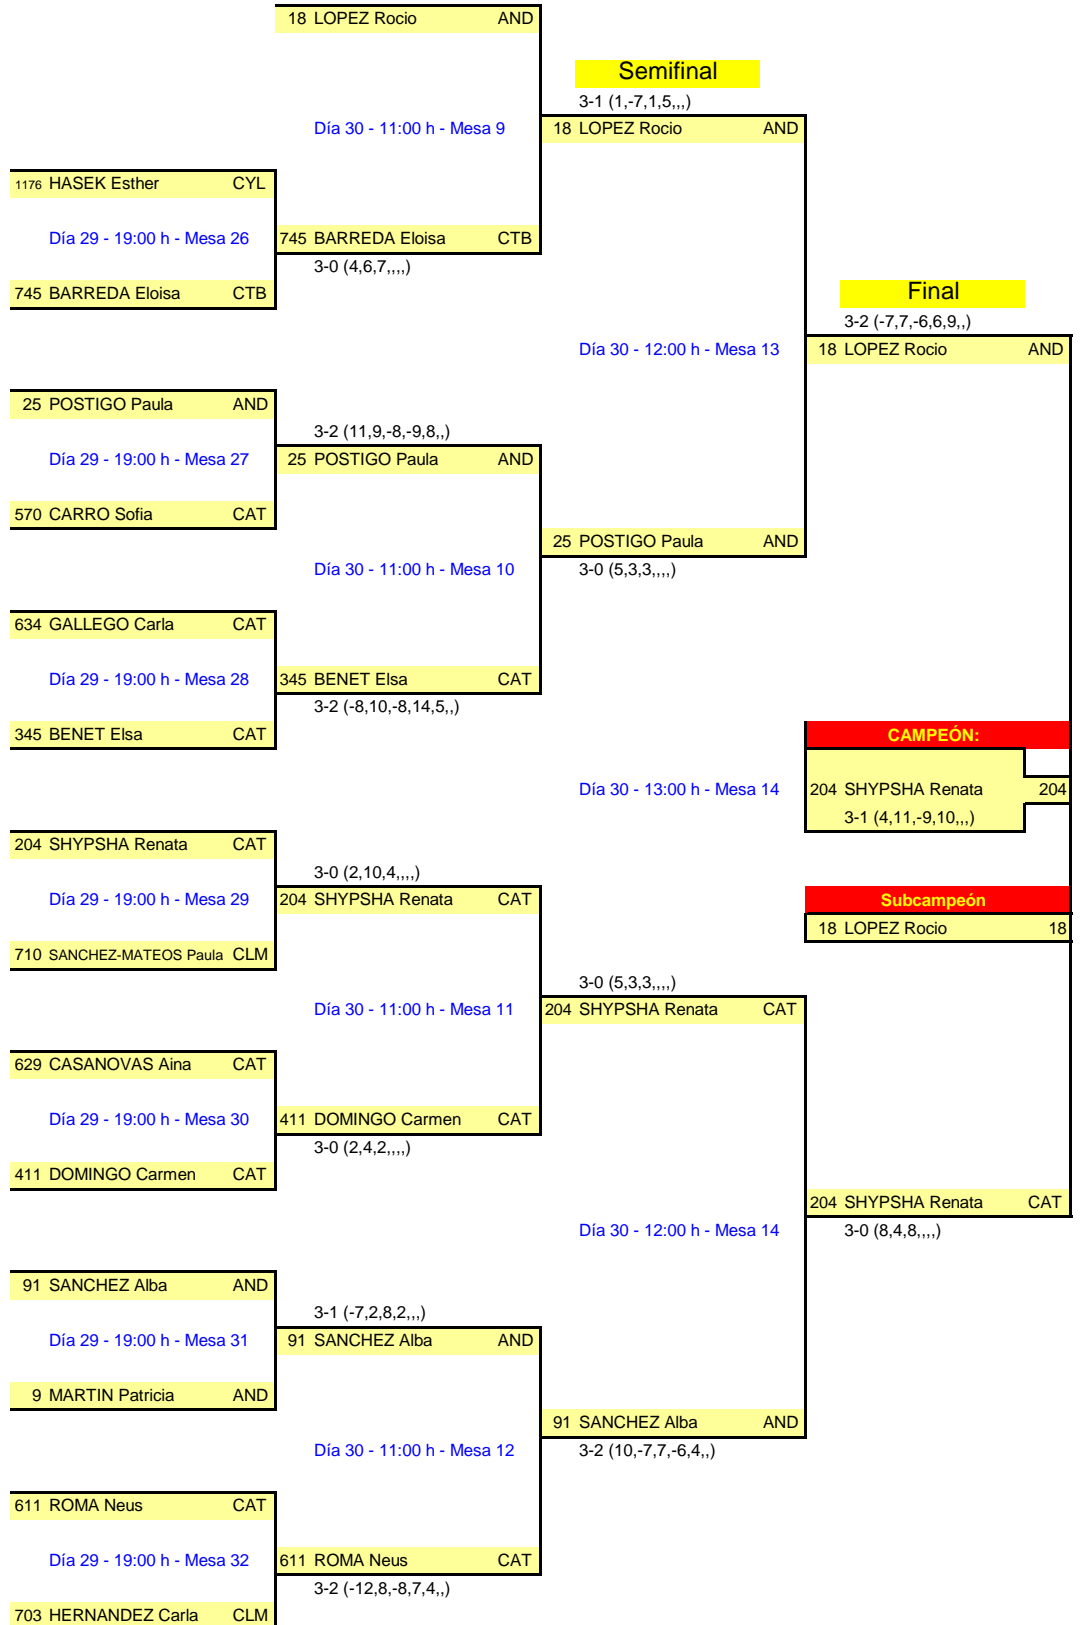 18 LOPEZ Rocio AND
Semifinal
3-1 (1,-7,1,5,,,)
Día 30 - 11:00 h - Mesa 9
18 LOPEZ Rocio AND
1176 HASEK Esther CYL
Día 29 - 19:00 h - Mesa 26
745 BARREDA Eloisa CTB
3-0 (4,6,7,,,,)
745 BARREDA Eloisa CTB
Final
3-2 (-7,7,-6,6,9,,)
Día 30 - 12:00 h - Mesa 13
18 LOPEZ Rocio AND
25 POSTIGO Paula AND
3-2 (11,9,-8,-9,8,,)
Día 29 - 19:00 h - Mesa 27
25 POSTIGO Paula AND
570 CARRO Sofia CAT
25 POSTIGO Paula AND
Día 30 - 11:00 h - Mesa 10
3-0 (5,3,3,,,,)
634 GALLEGO Carla CAT
Día 29 - 19:00 h - Mesa 28
345 BENET Elsa CAT
3-2 (-8,10,-8,14,5,,)
345 BENET Elsa CAT
CAMPEÓN:
Día 30 - 13:00 h - Mesa 14
204 SHYPSHA Renata 204
3-1 (4,11,-9,10,,,)
204 SHYPSHA Renata CAT
3-0 (2,10,4,,,,)
Día 29 - 19:00 h - Mesa 29
204 SHYPSHA Renata CAT
Subcampeón
18 LOPEZ Rocio 18
710 SANCHEZ-MATEOS Paula CLM
3-0 (5,3,3,,,,)
Día 30 - 11:00 h - Mesa 11
204 SHYPSHA Renata CAT
629 CASANOVAS Aina CAT
Día 29 - 19:00 h - Mesa 30
411 DOMINGO Carmen CAT
3-0 (2,4,2,,,,)
411 DOMINGO Carmen CAT
204 SHYPSHA Renata CAT
Día 30 - 12:00 h - Mesa 14
3-0 (8,4,8,,,,)
91 SANCHEZ Alba AND
3-1 (-7,2,8,2,,,)
Día 29 - 19:00 h - Mesa 31
91 SANCHEZ Alba AND
9 MARTIN Patricia AND
91 SANCHEZ Alba AND
Día 30 - 11:00 h - Mesa 12
3-2 (10,-7,7,-6,4,,)
611 ROMA Neus CAT
Día 29 - 19:00 h - Mesa 32
611 ROMA Neus CAT
3-2 (-12,8,-8,7,4,,)
703 HERNANDEZ Carla CLM